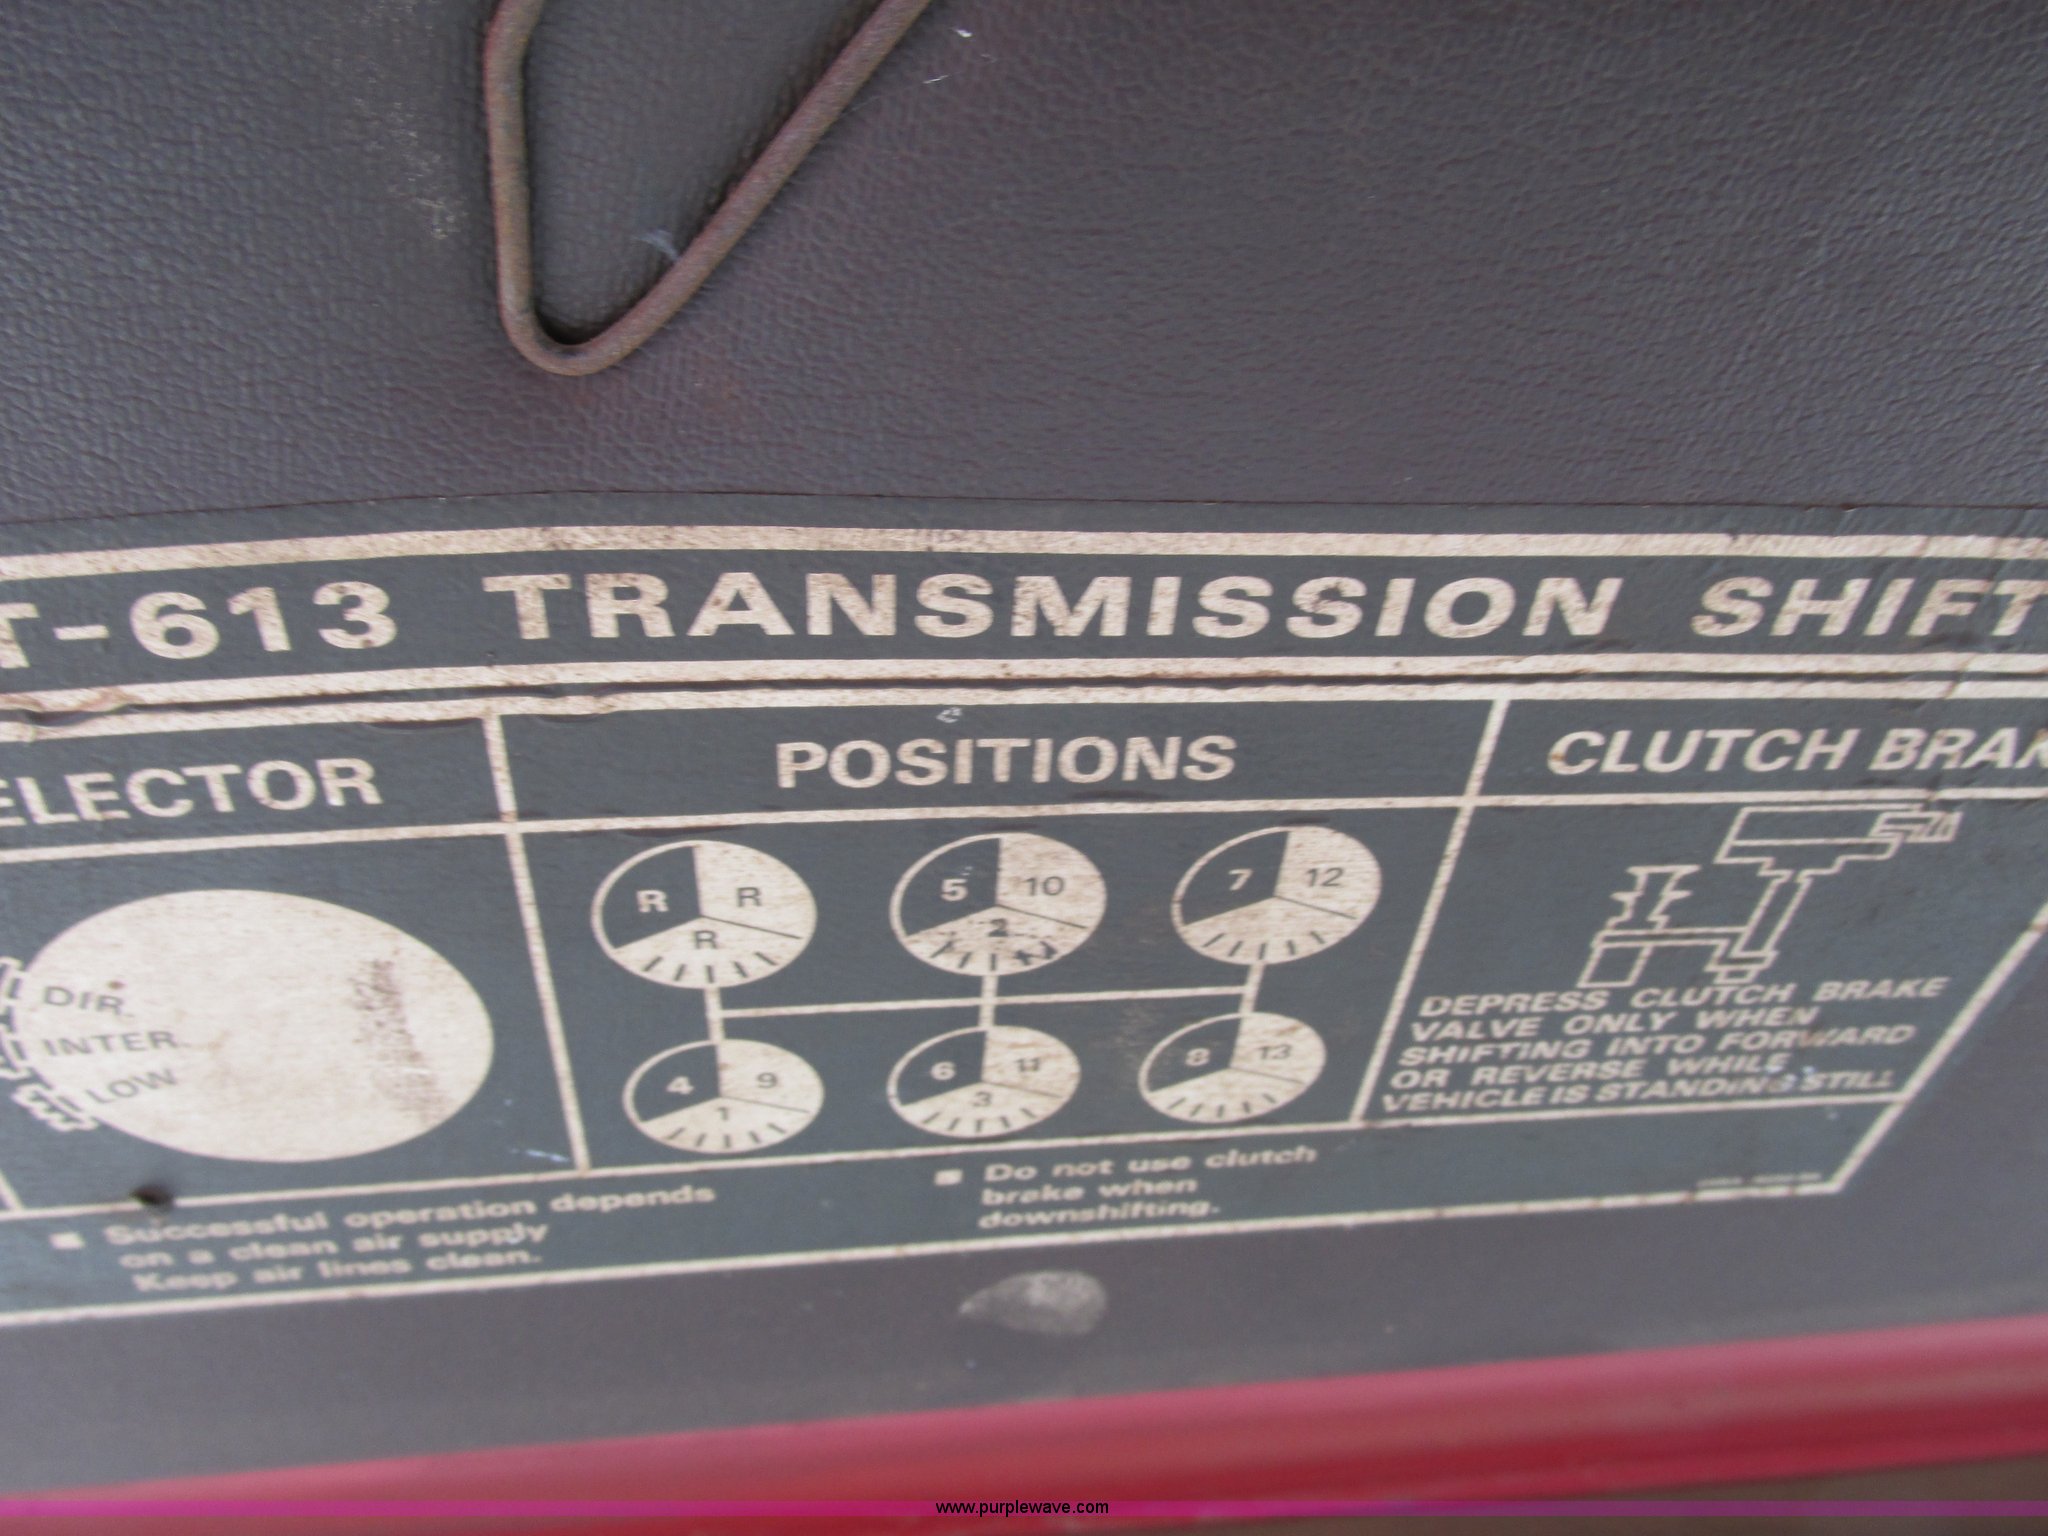 T-613 TRANSMISSION SHIFT
ELECTOR
POSITIONS
CLUTCH BRAK
DIR.
INTER.
LOW
R R R
5 10 2
7 12
4 9 1
6 11 3
8 13
DEPRESS CLUTCH BRAKE
VALVE ONLY WHEN
SHIFTING INTO FORWARD
OR REVERSE WHILE
VEHICLE IS STANDING STILL
Successful operation depends
on a clean air supply
Keep air lines clean.
Do not use clutch
brake when
downshifting.
www.purplewave.com